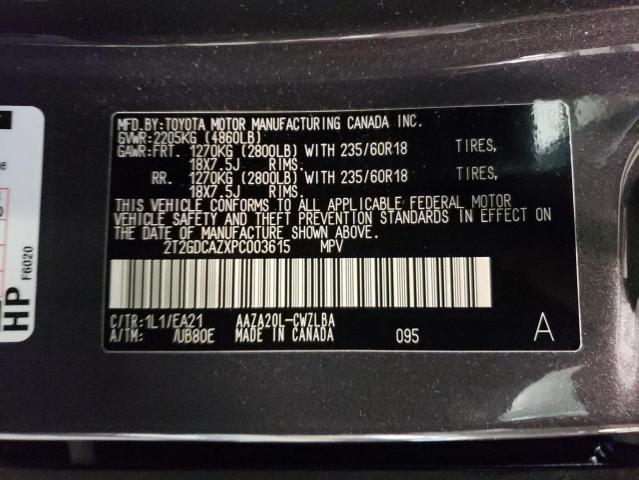 MFD.BY:TOYOTA MOTOR MANUFACTURING CANADA INC.
GVWR:2205KG (4860LB)
GAWR:FRT. 1270KG (2800LB) WITH 235/60R18 TIRES,
18X7.5J RIMS,
RR. 1270KG (2800LB) WITH 235/60R18 TIRES,
18X7.5J RIMS,
THIS VEHICLE CONFORMS TO ALL APPLICABLE FEDERAL MOTOR
VEHICLE SAFETY AND THEFT PREVENTION STANDARDS IN EFFECT ON
THE DATE OF MANUFACTURE SHOWN ABOVE.
2T2GDCAZXPC003615 MPV
C/TR:1L1/EA21 AAZA20L-CWZLBA
A/TM: /UB80E MADE IN CANADA 095 A
HP F6020